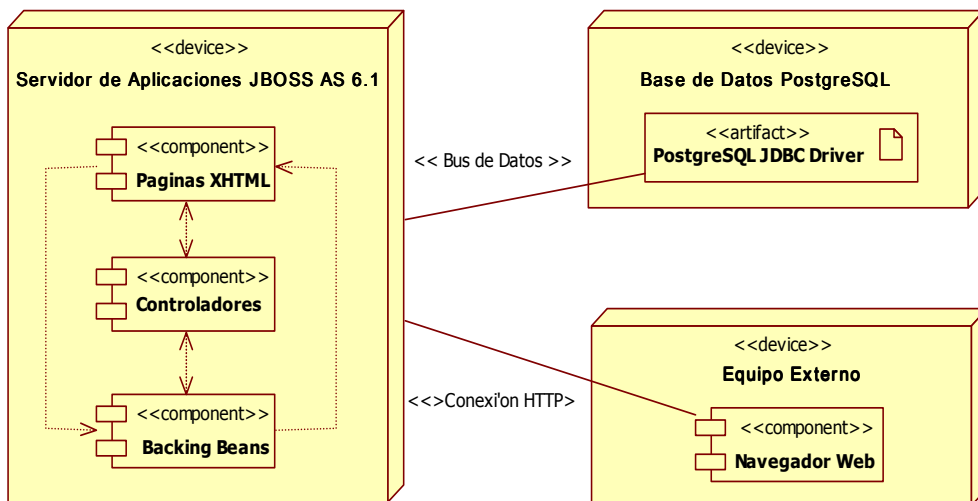 <<device>>
Servidor de Aplicaciones JBOSS AS 6.1
<<component>>
Paginas XHTML
<<component>>
Controladores
<<component>>
Backing Beans
<< Bus de Datos >>
<<device>>
Base de Datos PostgreSQL
<<artifact>>
PostgreSQL JDBC Driver
<<>Conexi'on HTTP>
<<device>>
Equipo Externo
<<component>>
Navegador Web